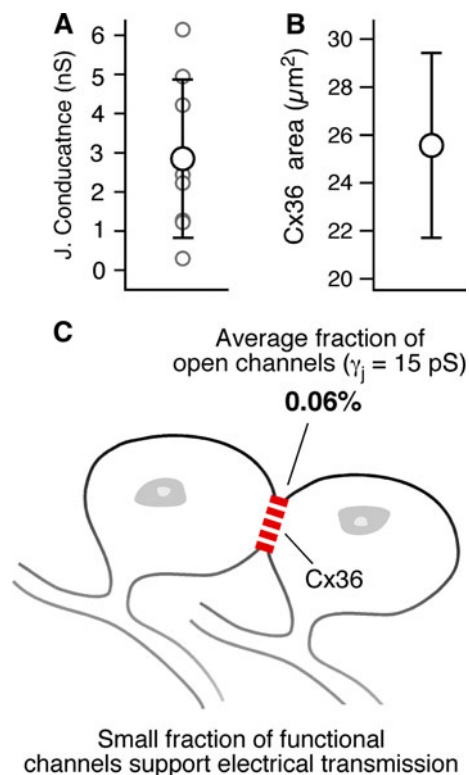 A
J. Conducatnce (nS)
6
5
4
3
2
1
0
B
Cx36 area (µm²)
30
28
26
24
22
20
C
Average fraction of
open channels (γj = 15 pS)
0.06%
Cx36
Small fraction of functional
channels support electrical transmission